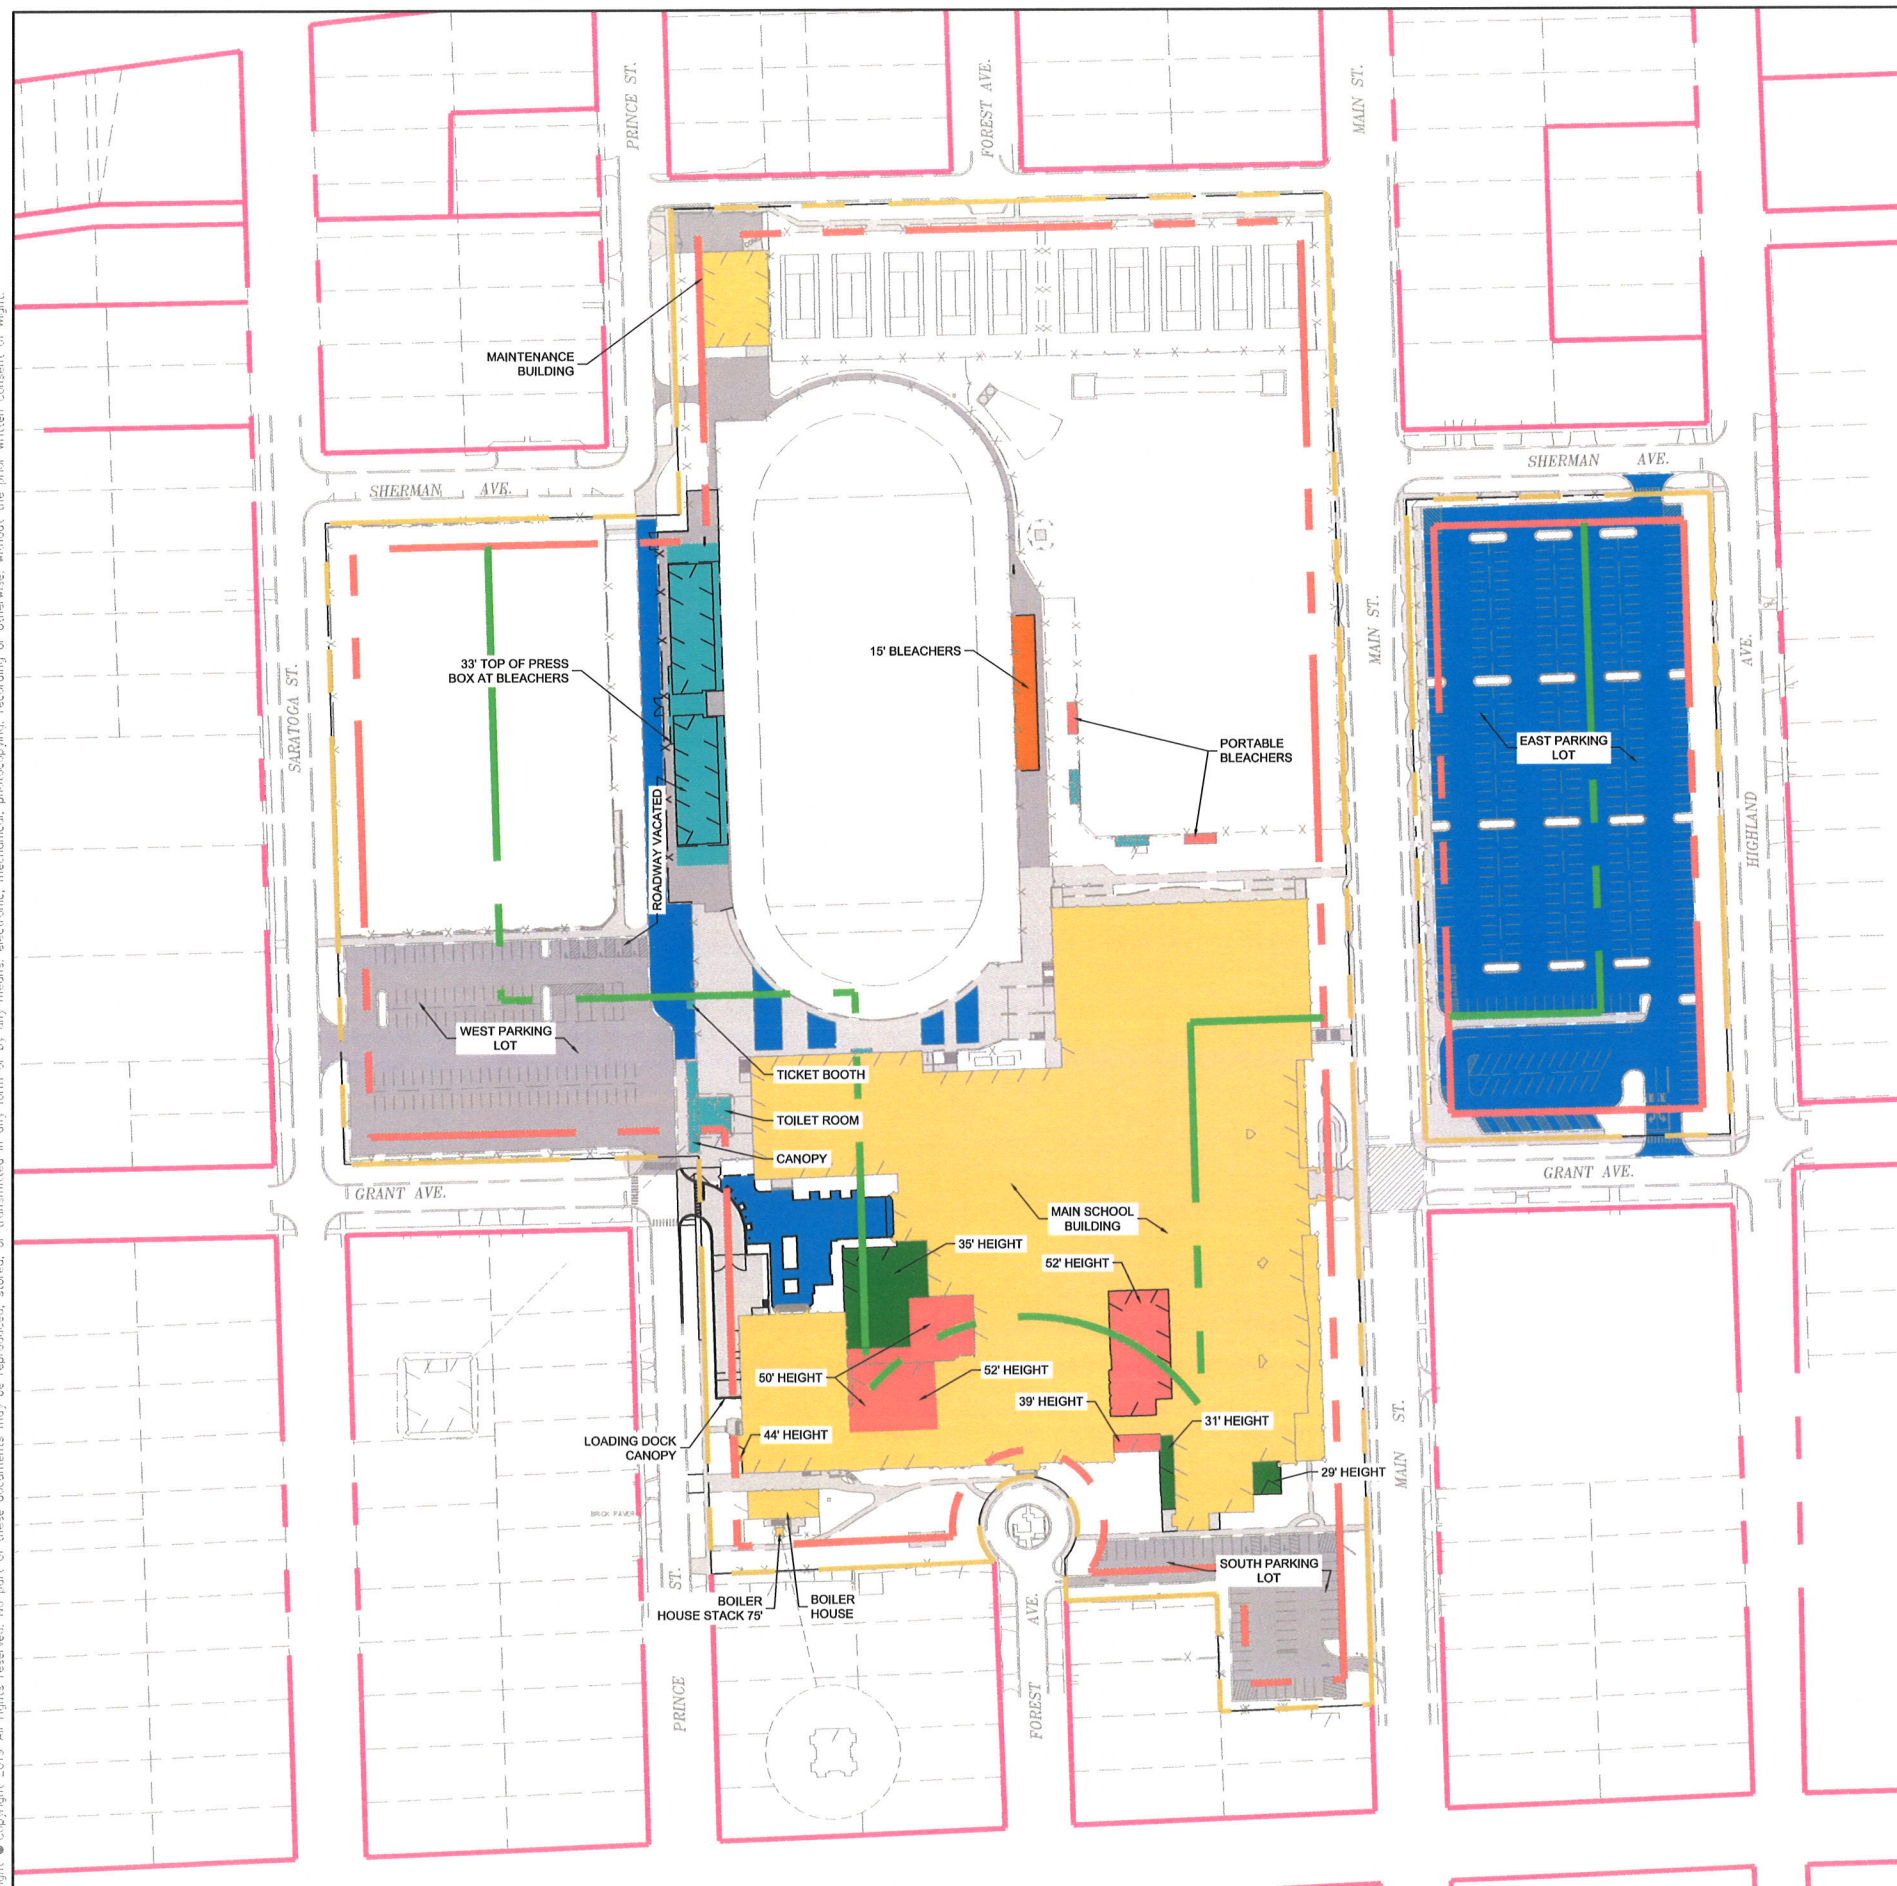 PRINCE ST.
FOREST AVE.
MAIN ST.
MAINTENANCE
BUILDING
SHERMAN AVE.
SHERMAN AVE.
33' TOP OF PRESS
BOX AT BLEACHERS
15' BLEACHERS
PORTABLE
BLEACHERS
EAST PARKING
LOT
MAIN ST.
HIGHLAND AVE.
SARATOGA ST.
ROADWAY VACATED
WEST PARKING
LOT
TICKET BOOTH
TOILET ROOM
CANOPY
GRANT AVE.
GRANT AVE.
MAIN SCHOOL
BUILDING
35' HEIGHT
52' HEIGHT
50' HEIGHT
52' HEIGHT
39' HEIGHT
31' HEIGHT
44' HEIGHT
LOADING DOCK
CANOPY
29' HEIGHT
MAIN ST.
BRICK PAVER
SOUTH PARKING
LOT
BOILER
HOUSE STACK 75'
BOILER
HOUSE
PRINCE ST.
FOREST AVE.